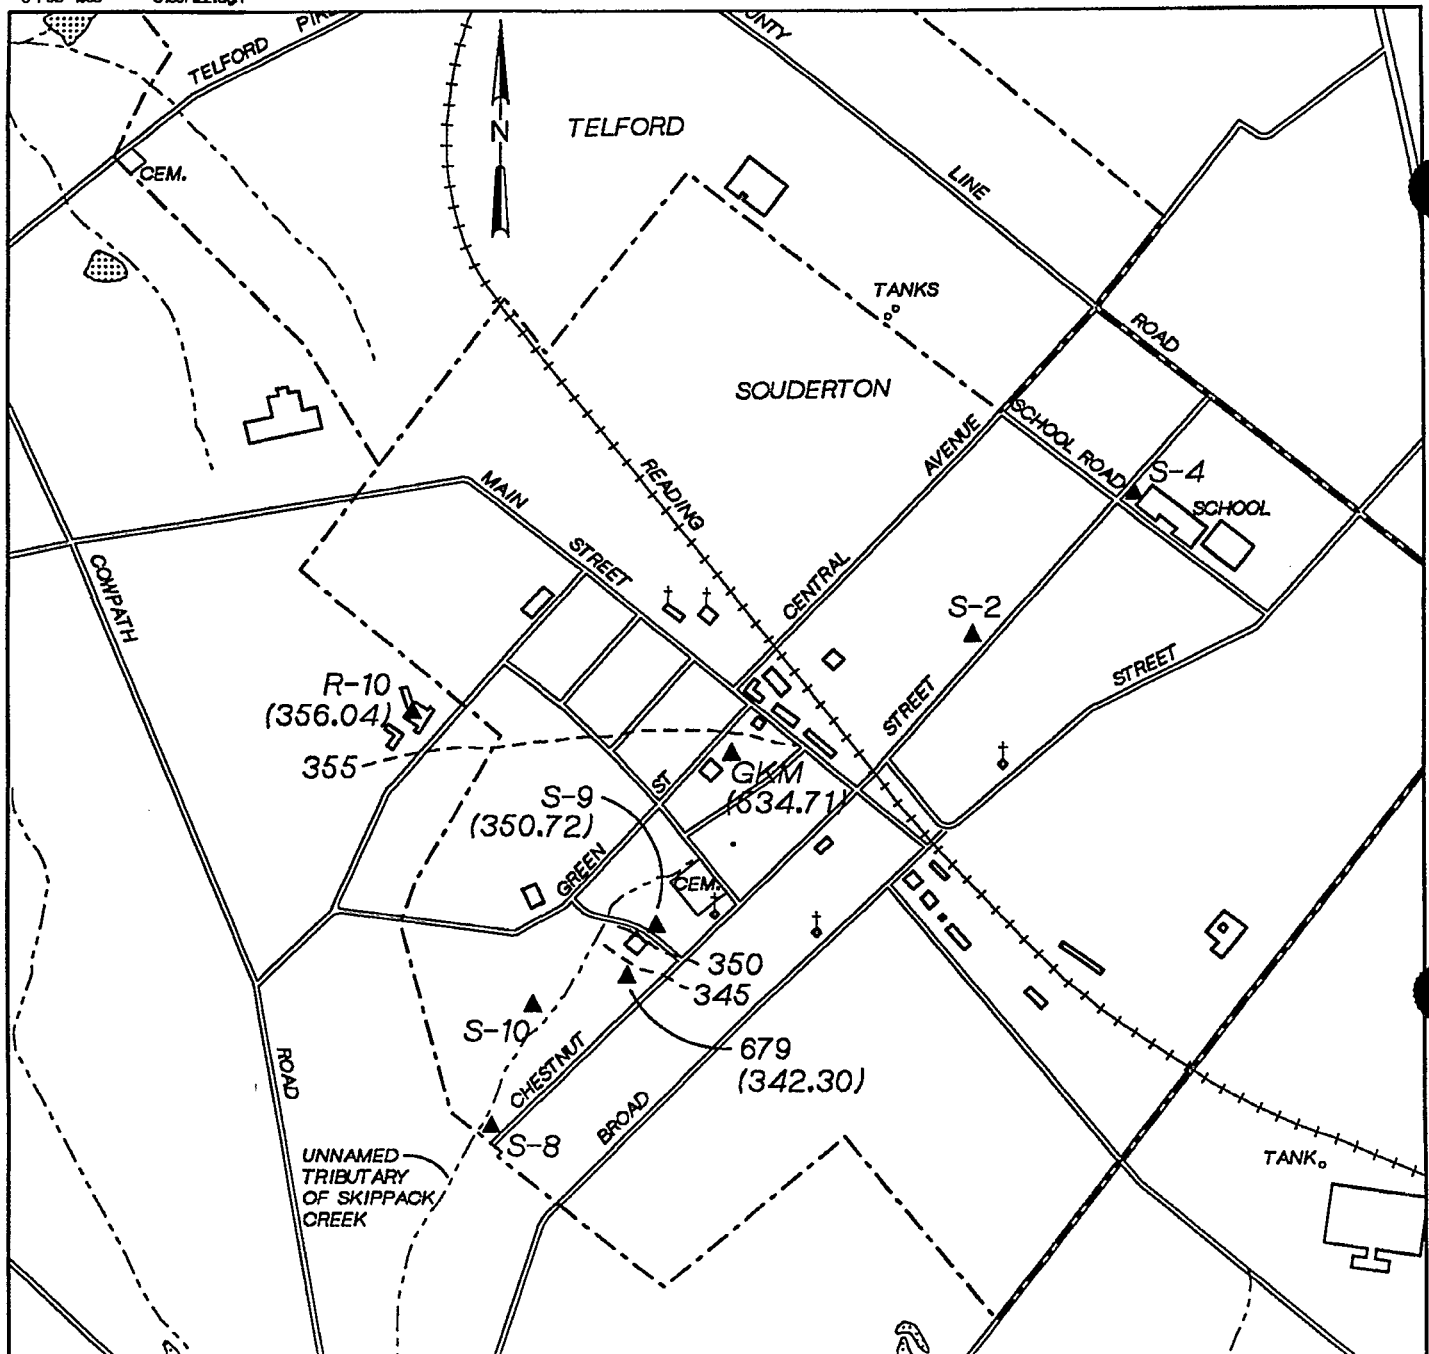 TELFORD PIKE
OUNTY
N
TELFORD
CEM.
LINE
TANKS
ROAD
SOUDERTON
AVENUE
SCHOOL ROAD
S-4
SCHOOL
MAIN
READING
STREET
CENTRAL
COWPATH
S-2
STREET
STREET
R-10
(356.04)
355
GKM
(634.71)
ST
S-9
(350.72)
GREEN
CEM.
350
345
S-10
679
(342.30)
CHESTNUT
ROAD
BROAD
S-8
UNNAMED
TRIBUTARY
OF SKIPPACK
CREEK
TANK